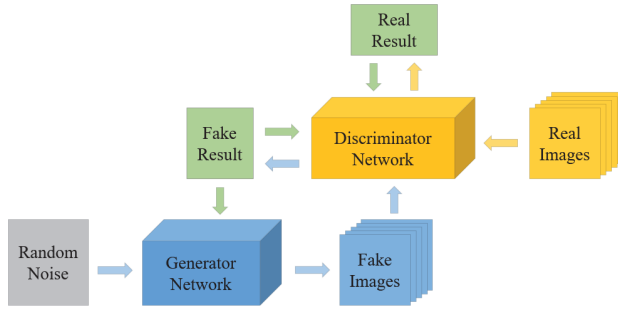 Real
Result
Fake
Result
Discriminator
Network
Real
Images
Random
Noise
Generator
Network
Fake
Images